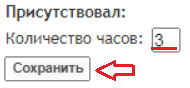 Присутствовал:
Количество часов: 3
Сохранить